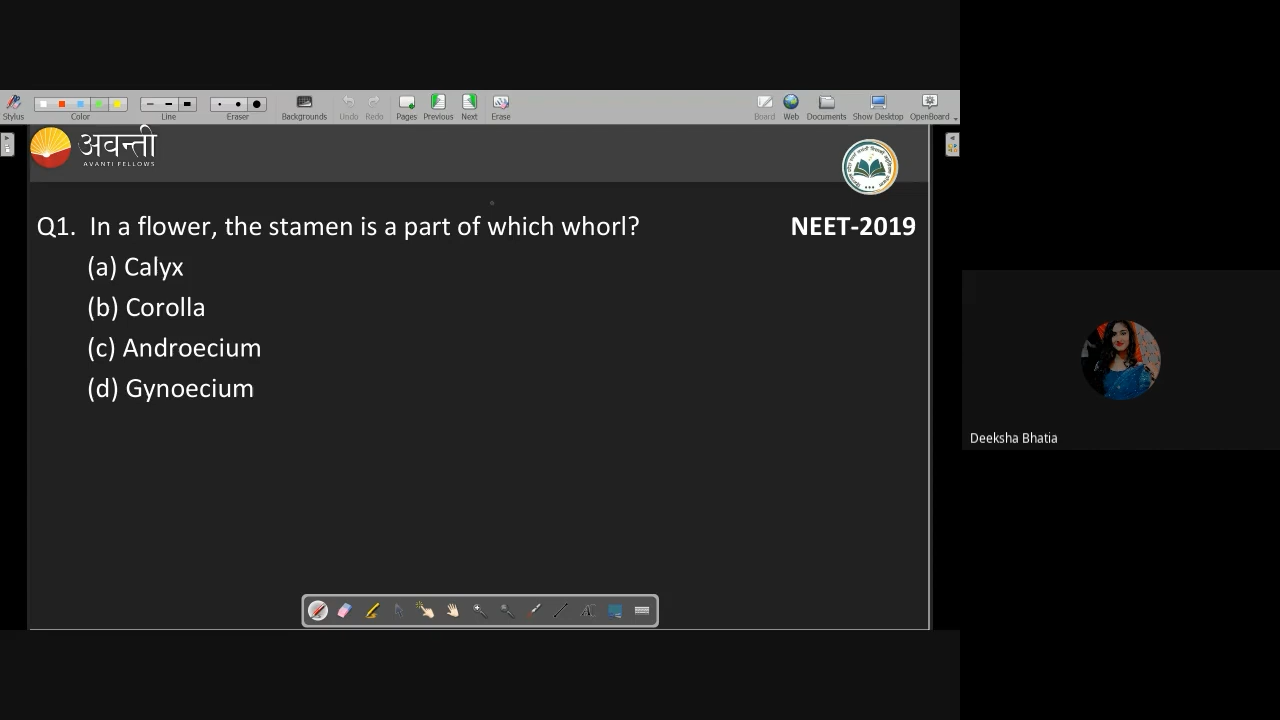 Stylus
Color
Line
Eraser
Backgrounds
Undo
Redo
Pages
Previous
Next
Erase
Board
Web
Documents
Show Desktop
OpenBoard
अवन्ती
AVANTI FELLOWS
Q1. In a flower, the stamen is a part of which whorl? NEET-2019
(a) Calyx
(b) Corolla
(c) Androecium
(d) Gynoecium
Deeksha Bhatia